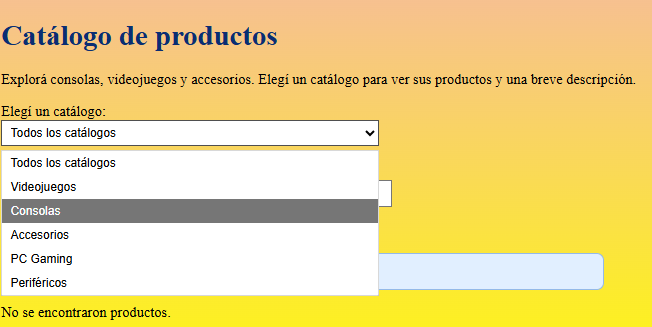 Catálogo de productos
Explorá consolas, videojuegos y accesorios. Elegí un catálogo para ver sus productos y una breve descripción.
Elegí un catálogo:
Todos los catálogos
Todos los catálogos
Videojuegos
Consolas
Accesorios
PC Gaming
Periféricos
No se encontraron productos.